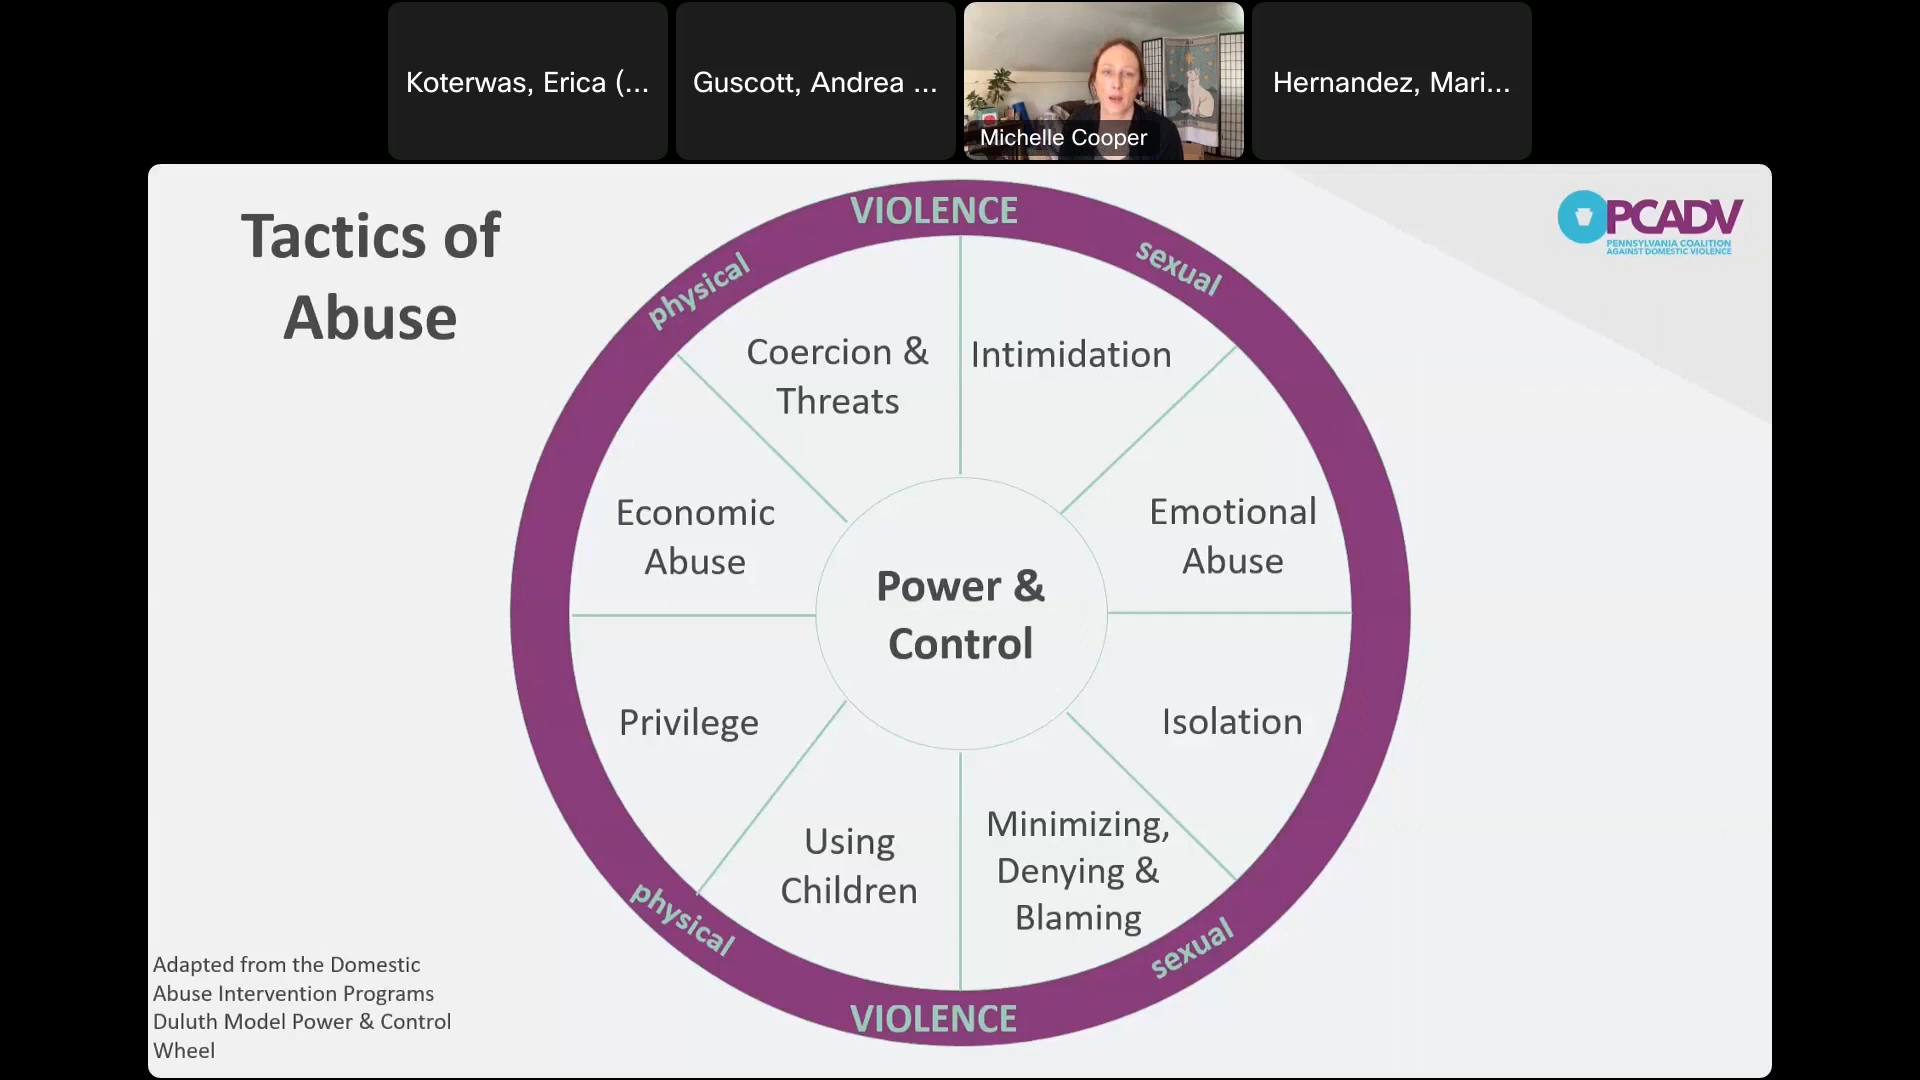 Koterwas, Erica (...
Guscott, Andrea ...
Michelle Cooper
Hernandez, Mari...
Tactics of
Abuse
PCADV
PENNSYLVANIA COALITION
AGAINST DOMESTIC VIOLENCE
VIOLENCE
physical
sexual
Coercion &
Threats
Intimidation
Economic
Abuse
Emotional
Abuse
Power &
Control
Privilege
Isolation
Using
Children
Minimizing,
Denying &
Blaming
physical
sexual
VIOLENCE
Adapted from the Domestic
Abuse Intervention Programs
Duluth Model Power & Control
Wheel